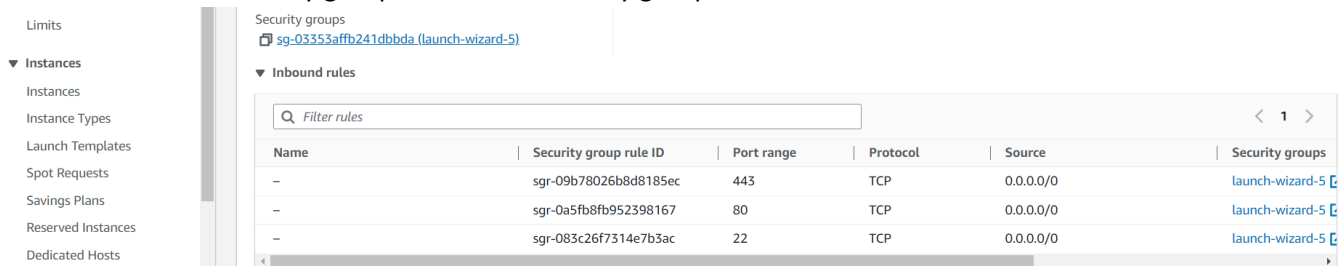 Limits
▼ Instances
Instances
Instance Types
Launch Templates
Spot Requests
Savings Plans
Reserved Instances
Dedicated Hosts
Security groups
sg-03353affb241dbbda (launch-wizard-5)
▼ Inbound rules
Filter rules
< 1 >
Name Security group rule ID Port range Protocol Source Security groups
– sgr-09b78026b8d8185ec 443 TCP 0.0.0.0/0 launch-wizard-5
– sgr-0a5fb8fb952398167 80 TCP 0.0.0.0/0 launch-wizard-5
– sgr-083c26f7314e7b3ac 22 TCP 0.0.0.0/0 launch-wizard-5